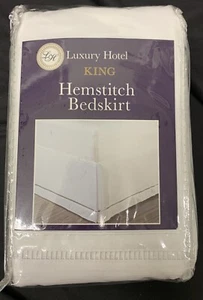 LH
Luxury Hotel
KING
Hemstitch
Bedskirt